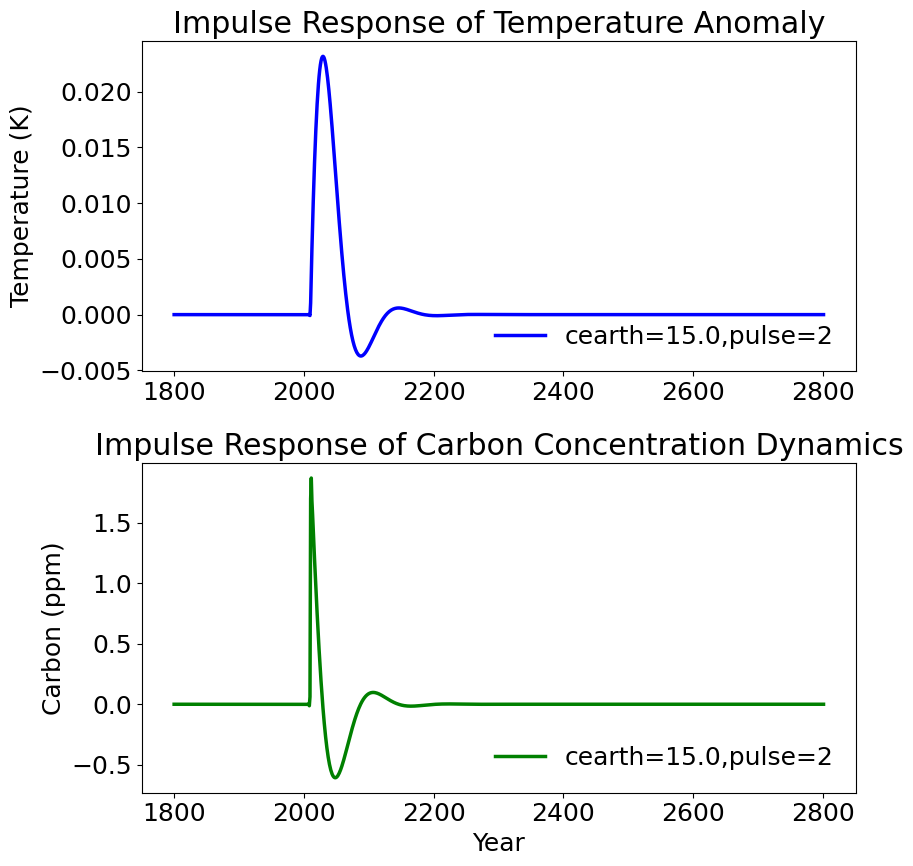 Impulse Response of Temperature Anomaly
Temperature (K)
0.020
0.015
0.010
0.005
0.000
−0.005
cearth=15.0,pulse=2
1800 2000 2200 2400 2600 2800
Impulse Response of Carbon Concentration Dynamics
Carbon (ppm)
1.5
1.0
0.5
0.0
−0.5
cearth=15.0,pulse=2
1800 2000 2200 2400 2600 2800
Year